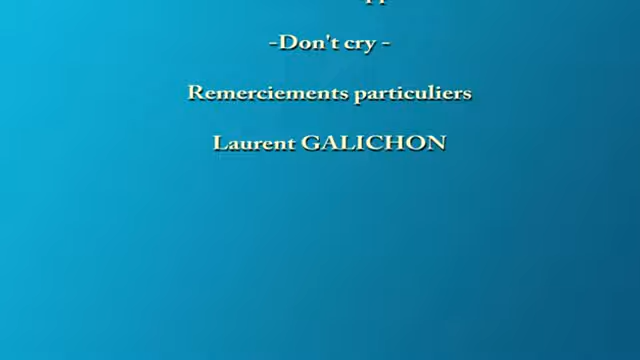 -Don't cry -
Remerciements particuliers
Laurent GALICHON